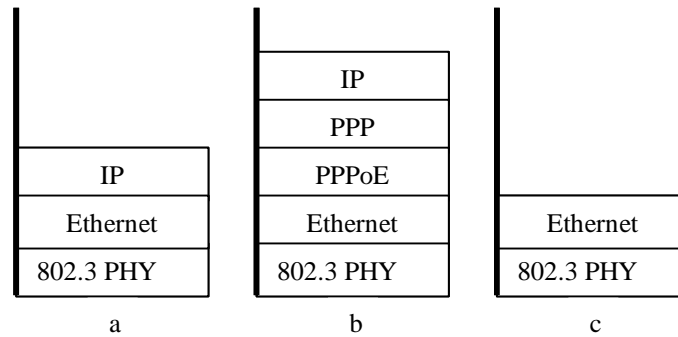 IP
Ethernet
802.3 PHY
a
IP
PPP
PPPoE
Ethernet
802.3 PHY
b
Ethernet
802.3 PHY
c